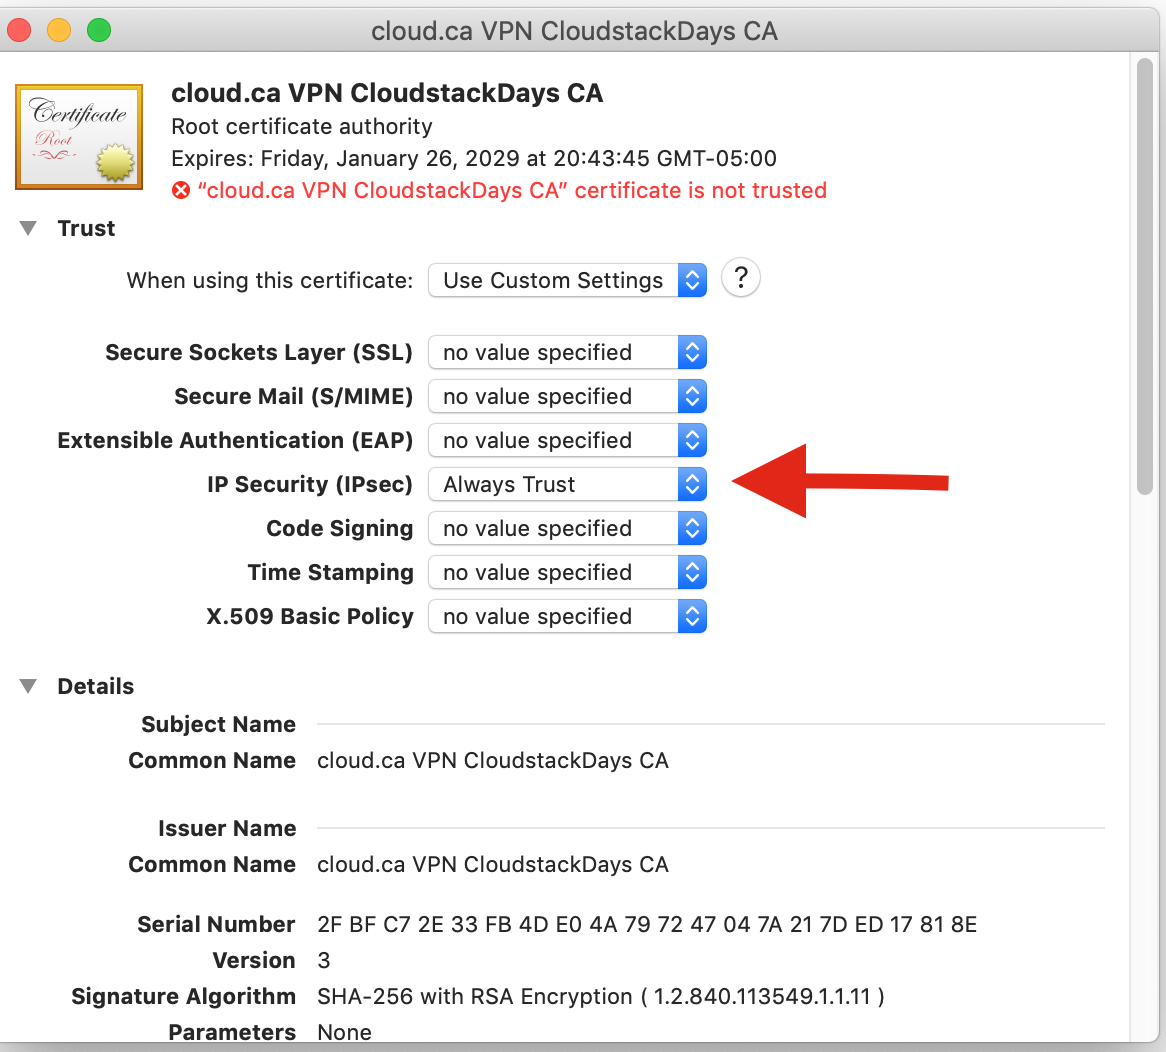 cloud.ca VPN CloudstackDays CA
Certificate
Root
cloud.ca VPN CloudstackDays CA
Root certificate authority
Expires: Friday, January 26, 2029 at 20:43:45 GMT-05:00
“cloud.ca VPN CloudstackDays CA” certificate is not trusted
Trust
When using this certificate: Use Custom Settings ?
Secure Sockets Layer (SSL) no value specified
Secure Mail (S/MIME) no value specified
Extensible Authentication (EAP) no value specified
IP Security (IPsec) Always Trust
Code Signing no value specified
Time Stamping no value specified
X.509 Basic Policy no value specified
Details
Subject Name
Common Name cloud.ca VPN CloudstackDays CA
Issuer Name
Common Name cloud.ca VPN CloudstackDays CA
Serial Number 2F BF C7 2E 33 FB 4D E0 4A 79 72 47 04 7A 21 7D ED 17 81 8E
Version 3
Signature Algorithm SHA-256 with RSA Encryption ( 1.2.840.113549.1.1.11 )
Parameters None